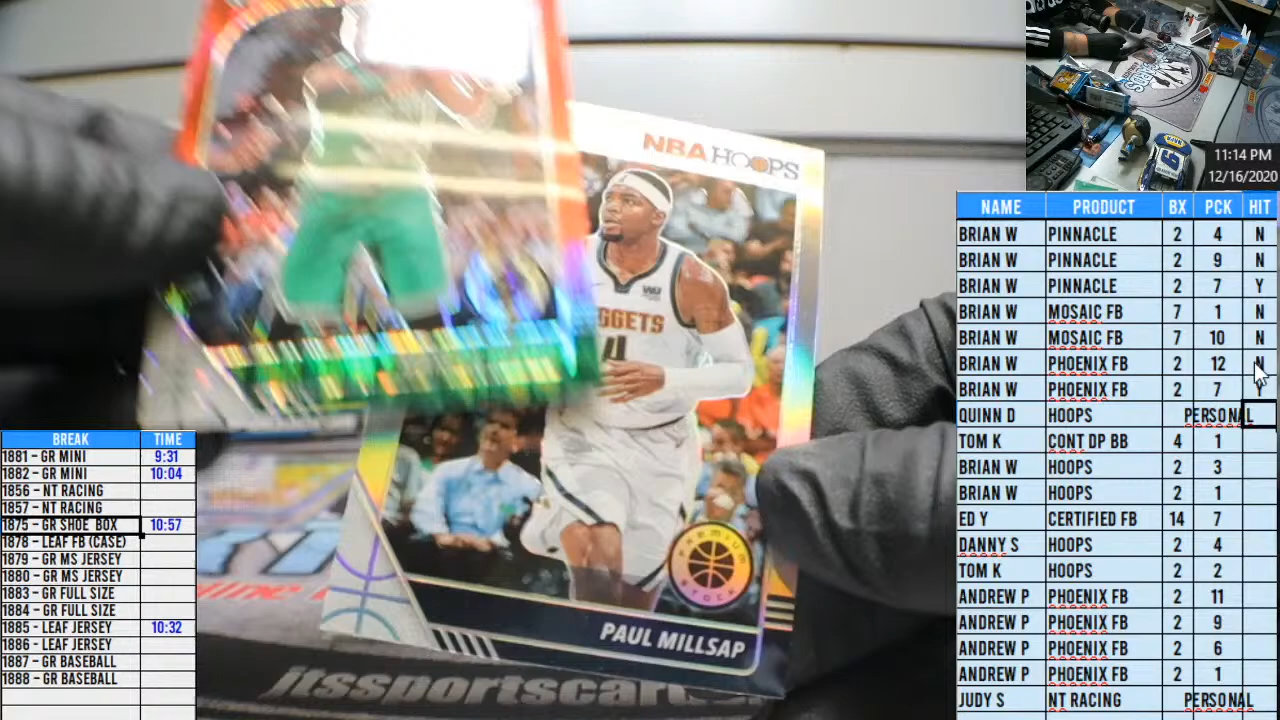 NBA HOOPS
NUGGETS
4
PREMIUM
STOCK
PAUL MILLSAP
11:14 PM
12/16/2020
NAME PRODUCT BX PCK HIT
BRIAN W PINNACLE 2 4 N
BRIAN W PINNACLE 2 9 N
BRIAN W PINNACLE 2 7 Y
BRIAN W MOSAIC FB 7 1 N
BRIAN W MOSAIC FB 7 10 N
BRIAN W PHOENIX FB 2 12 N
BRIAN W PHOENIX FB 2 7 Y
QUINN D HOOPS PERSONAL
TOM K CONT DP BB 4 1
BRIAN W HOOPS 2 3
BRIAN W HOOPS 2 1
ED Y CERTIFIED FB 14 7
DANNY S HOOPS 2 4
TOM K HOOPS 2 2
ANDREW P PHOENIX FB 2 11
ANDREW P PHOENIX FB 2 9
ANDREW P PHOENIX FB 2 6
ANDREW P PHOENIX FB 2 1
JUDY S NT RACING PERSONAL
BREAK TIME
1881 - GR MINI 9:31
1882 - GR MINI 10:04
1856 - NT RACING
1857 - NT RACING
1875 - GR SHOE BOX 10:57
1878 - LEAF FB (CASE)
1879 - GR MS JERSEY
1880 - GR MS JERSEY
1883 - GR FULL SIZE
1884 - GR FULL SIZE
1885 - LEAF JERSEY 10:32
1886 - LEAF JERSEY
1887 - GR BASEBALL
1888 - GR BASEBALL